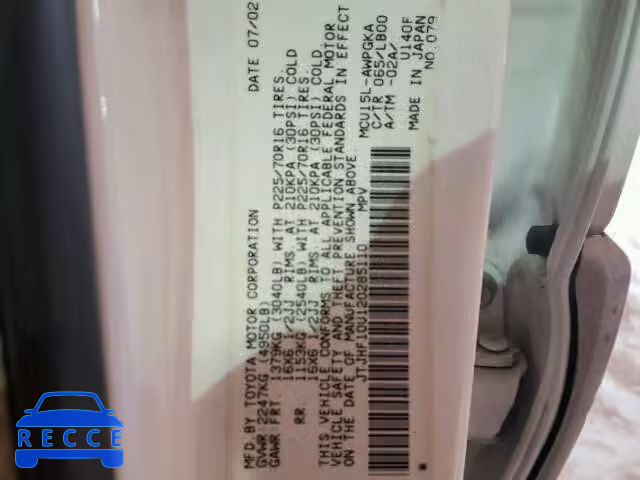 MFD.BY TOYOTA MOTOR CORPORATION DATE 07/02
GVWR 2247KG (4950LB)
GAWR FRT 1379KG (3040LB) WITH P225/70R16 TIRES.
16X6 1/2JJ RIMS. AT 210KPA (30PSI) COLD
RR 1153KG (2540LB) WITH P225/70R16 TIRES.
16X6 1/2JJ RIMS. AT 210KPA (30PSI) COLD
THIS VEHICLE CONFORMS TO ALL APPLICABLE FEDERAL MOTOR
VEHICLE SAFETY AND THEFT PREVENTION STANDARDS IN EFFECT
ON THE DATE OF MANUFACTURE SHOWN ABOVE.
JTJHF10U120285110 MPV
MCU15L-AWPGKA
C/TR 065/LB00
A/TM -02A/ U140F
MADE IN JAPAN
NO.079
RECCE